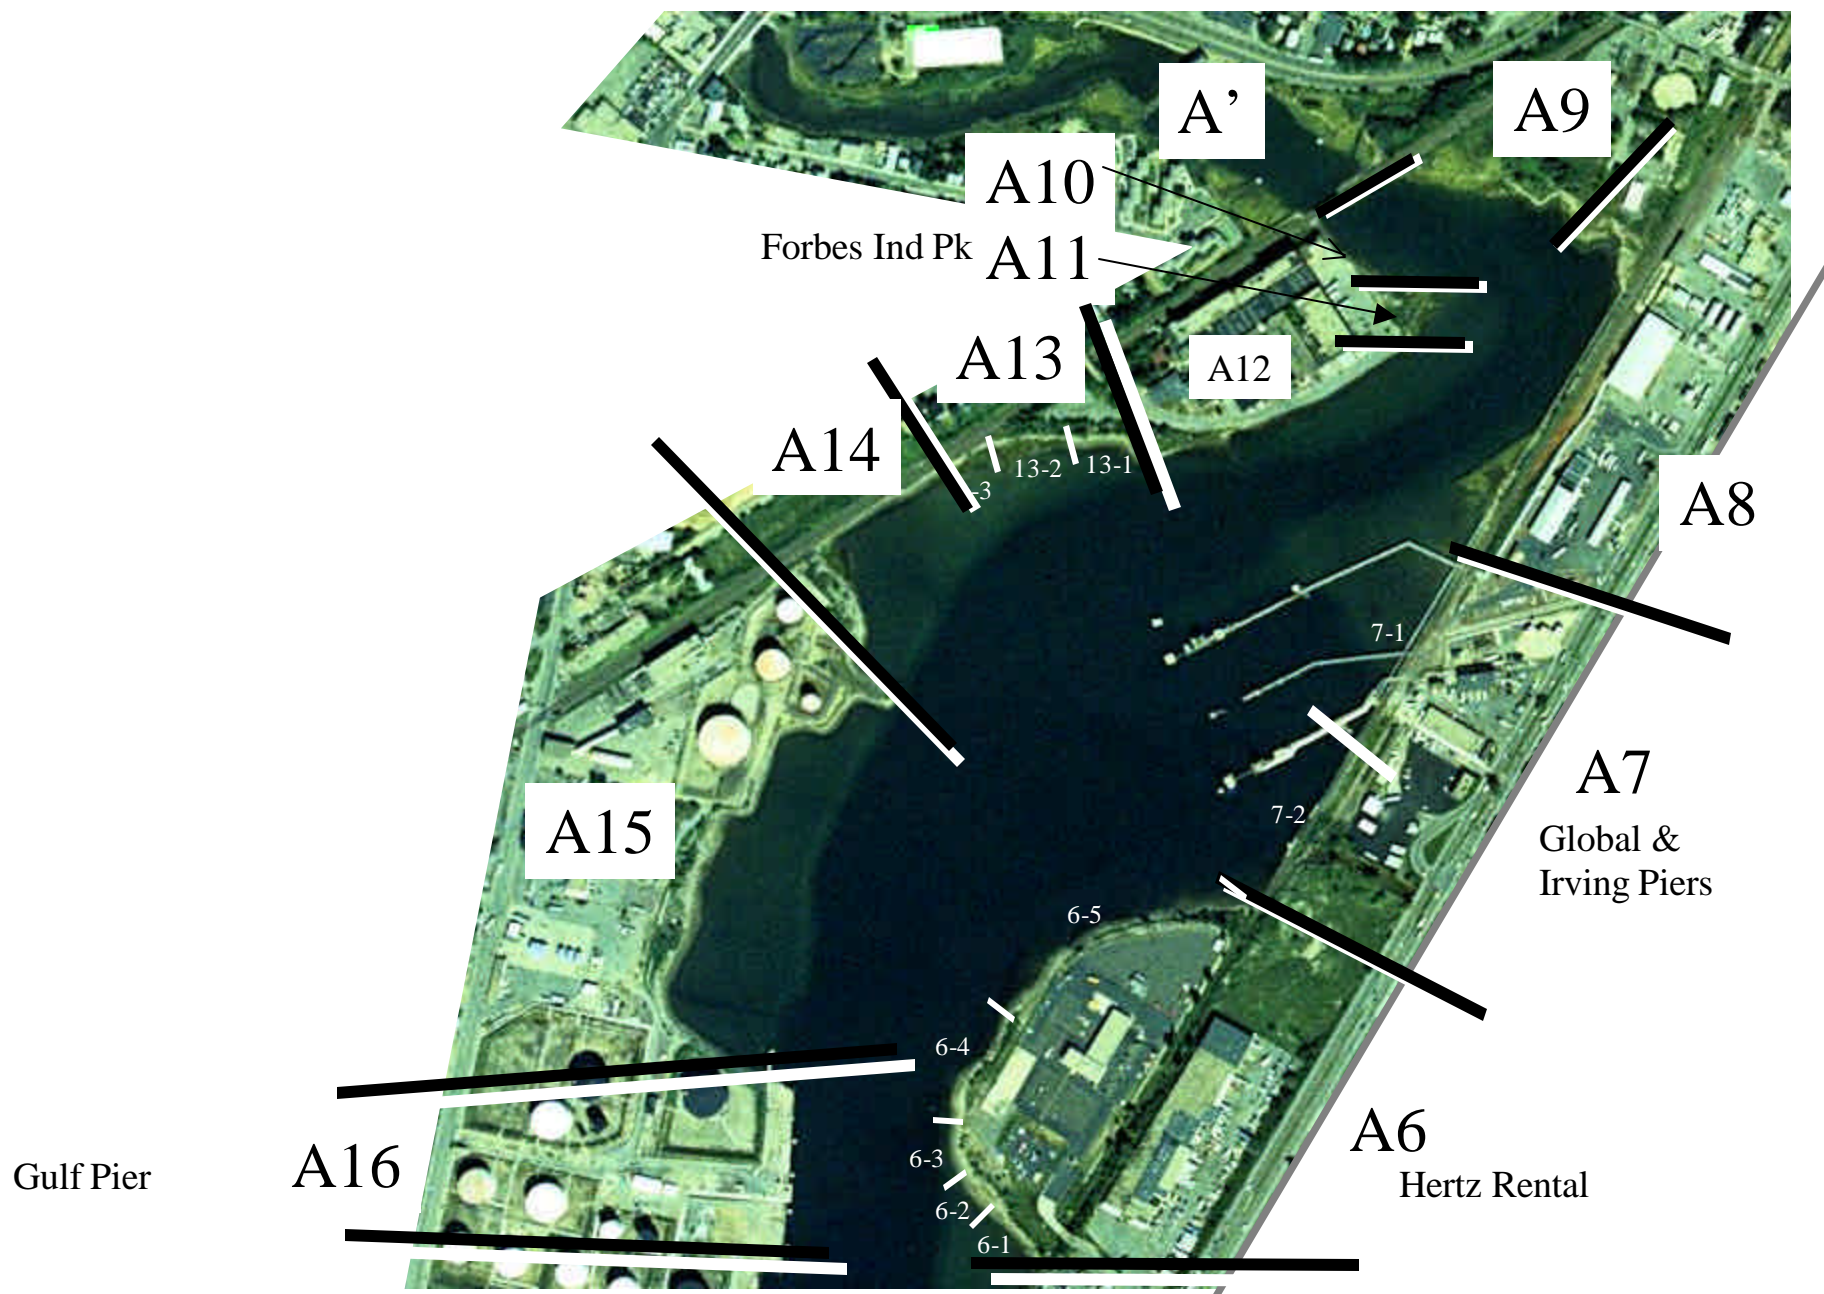 A’
A9
A10
Forbes Ind Pk
A11
A13
A12
A14
13-2
13-1
-3
A8
7-1
A7
7-2
Global &
Irving Piers
A15
6-5
6-4
A6
Hertz Rental
6-3
Gulf Pier
A16
6-2
6-1